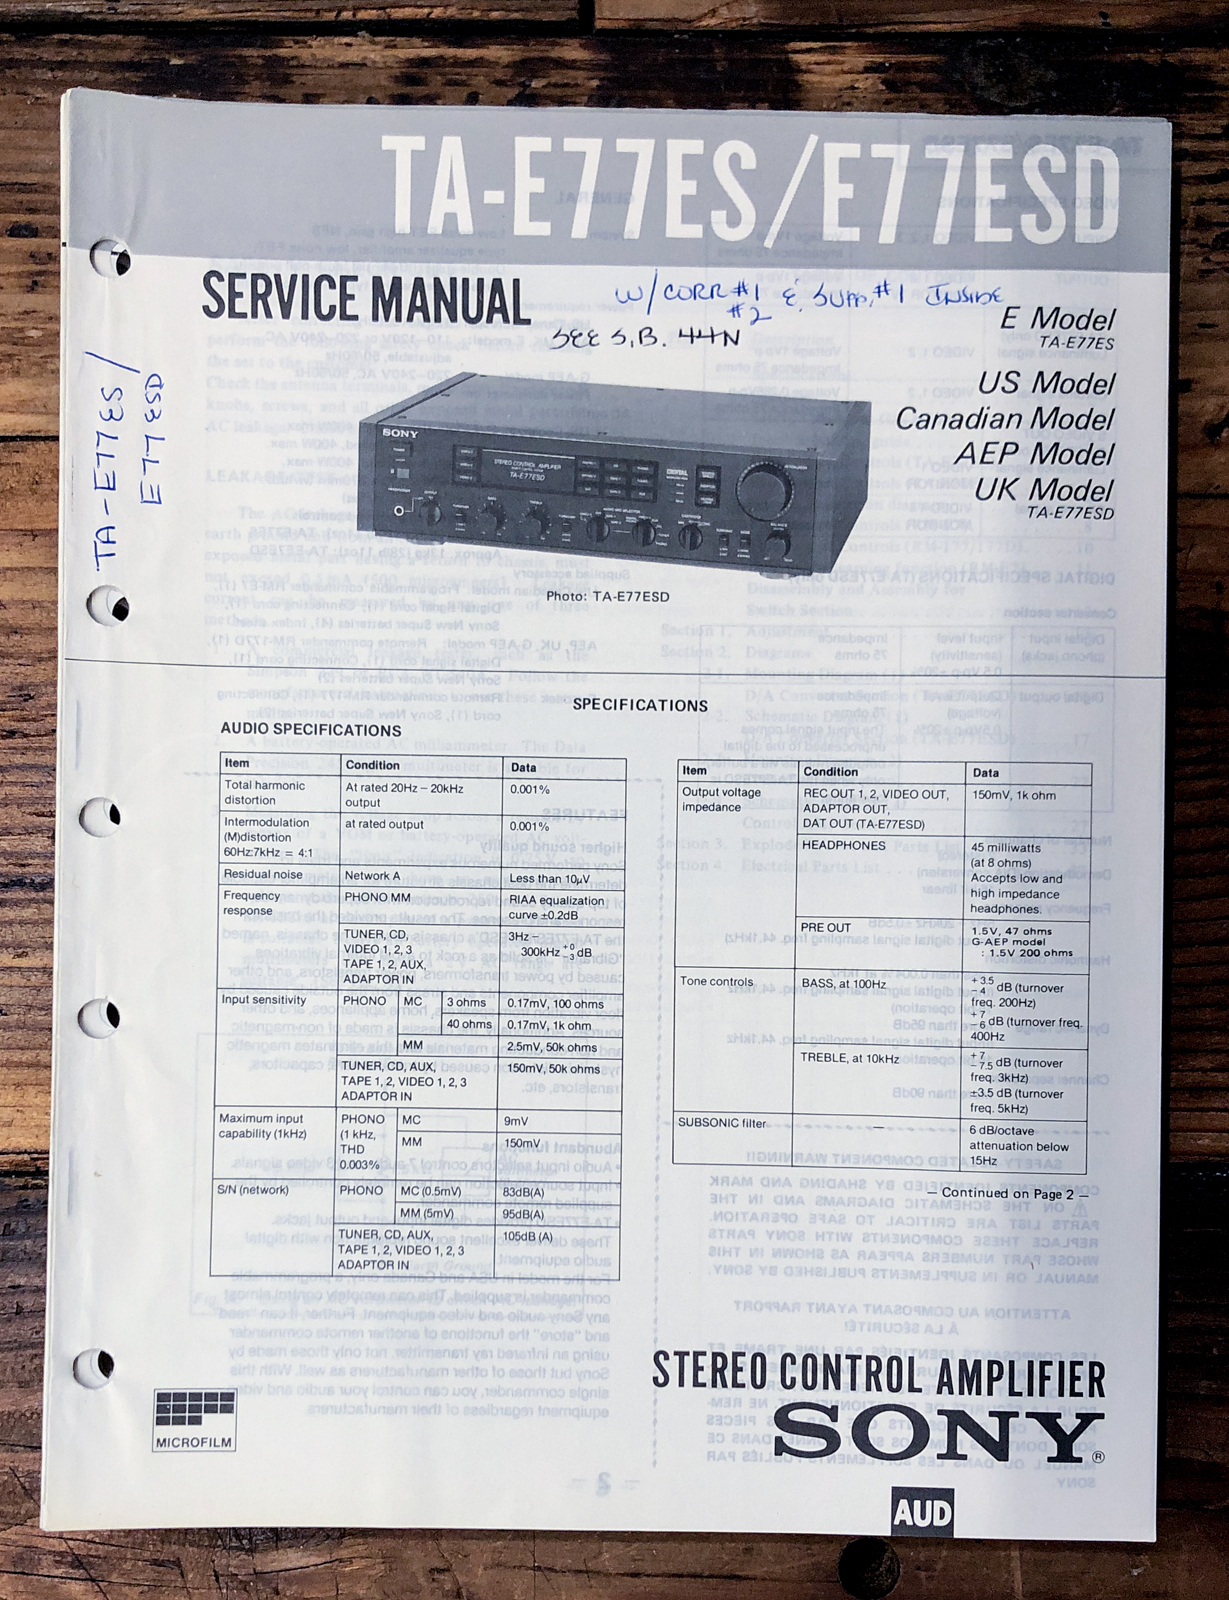 TA-E77ES/E77ESD
SERVICE MANUAL
W/CORR #1 & SUPP. #1 INSIDE
#2
SEE S.B. 44N
TA-E77ES/
E77ESD
E Model
TA-E77ES
US Model
Canadian Model
AEP Model
UK Model
TA-E77ESD
SONY
STEREO CONTROL AMPLIFIER
TA-E77ESD
Photo: TA-E77ESD
SPECIFICATIONS
AUDIO SPECIFICATIONS
Item Condition Data
Total harmonic At rated 20Hz – 20kHz 0.001%
distortion output
Intermodulation at rated output 0.001%
(M)distortion
60Hz:7kHz = 4:1
Residual noise Network A Less than 10µV
Frequency PHONO MM RIAA equalization
response curve ±0.2dB
TUNER, CD, 3Hz –
VIDEO 1, 2, 3 300kHz +0 −3 dB
TAPE 1, 2, AUX,
ADAPTOR IN
Input sensitivity PHONO MC 3 ohms 0.17mV, 100 ohms
40 ohms 0.17mV, 1k ohm
MM 2.5mV, 50k ohms
TUNER, CD, AUX, 150mV, 50k ohms
TAPE 1, 2, VIDEO 1, 2, 3
ADAPTOR IN
Maximum input PHONO MC 9mV
capability (1kHz) (1 kHz, MM 150mV
THD
0.003%
S/N (network) PHONO MC (0.5mV) 83dB(A)
MM (5mV) 95dB(A)
TUNER, CD, AUX, 105dB (A)
TAPE 1, 2, VIDEO 1, 2, 3
ADAPTOR IN
Item Condition Data
Output voltage REC OUT 1, 2, VIDEO OUT, 150mV, 1k ohm
impedance ADAPTOR OUT,
DAT OUT (TA-E77ESD)
HEADPHONES 45 milliwatts
(at 8 ohms)
Accepts low and
high impedance
headphones.
PRE OUT 1.5V, 47 ohms
G-AEP model
: 1.5V 200 ohms
Tone controls BASS, at 100Hz +3.5 −4 dB (turnover
freq. 200Hz)
+7 −6 dB (turnover freq.
400Hz
TREBLE, at 10kHz +7 −7.5 dB (turnover
freq. 3kHz)
±3.5 dB (turnover
freq. 5kHz)
SUBSONIC filter — 6 dB/octave
attenuation below
15Hz
— Continued on Page 2 —
STEREO CONTROL AMPLIFIER
SONY®
MICROFILM
AUD